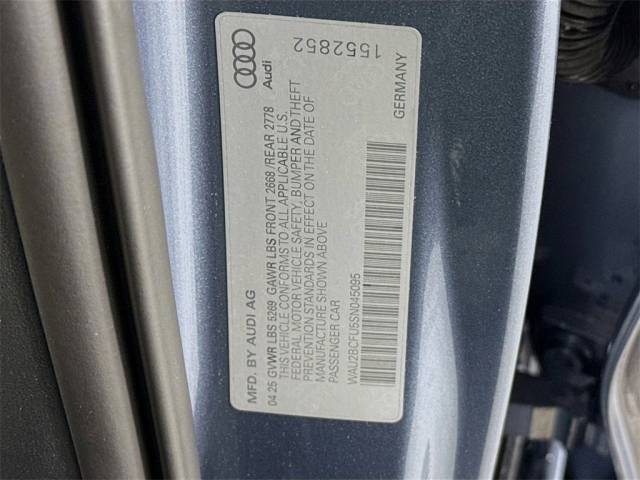 MFD. BY AUDI AG
04 25 GVWR LBS 5269 GAWR LBS FRONT 2668 /REAR 2778
THIS VEHICLE CONFORMS TO ALL APPLICABLE U.S.
FEDERAL MOTOR VEHICLE SAFETY, BUMPER AND THEFT
PREVENTION STANDARDS IN EFFECT ON THE DATE OF
MANUFACTURE SHOWN ABOVE
PASSENGER CAR
WAU2BCFU5SN045095
GERMANY
Audi
1552852